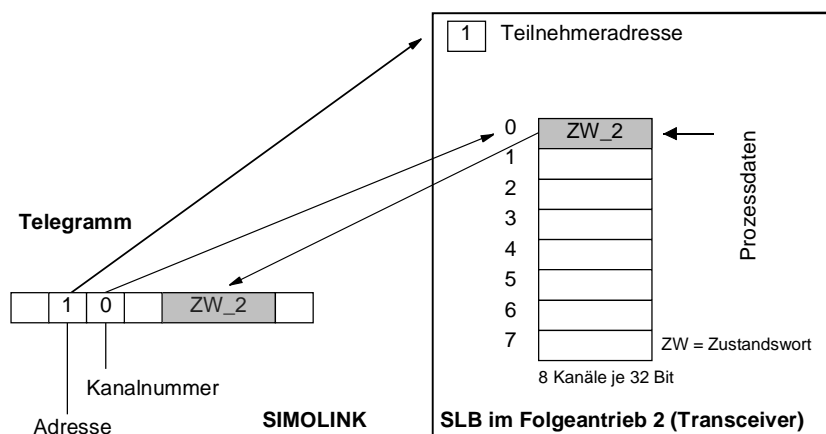 1 Teilnehmeradresse
0 ZW_2
1
2
3
4
5
6
7
Prozessdaten
ZW = Zustandswort
8 Kanäle je 32 Bit
Telegramm
1 0 ZW_2
Kanalnummer
Adresse
SIMOLINK
SLB im Folgeantrieb 2 (Transceiver)